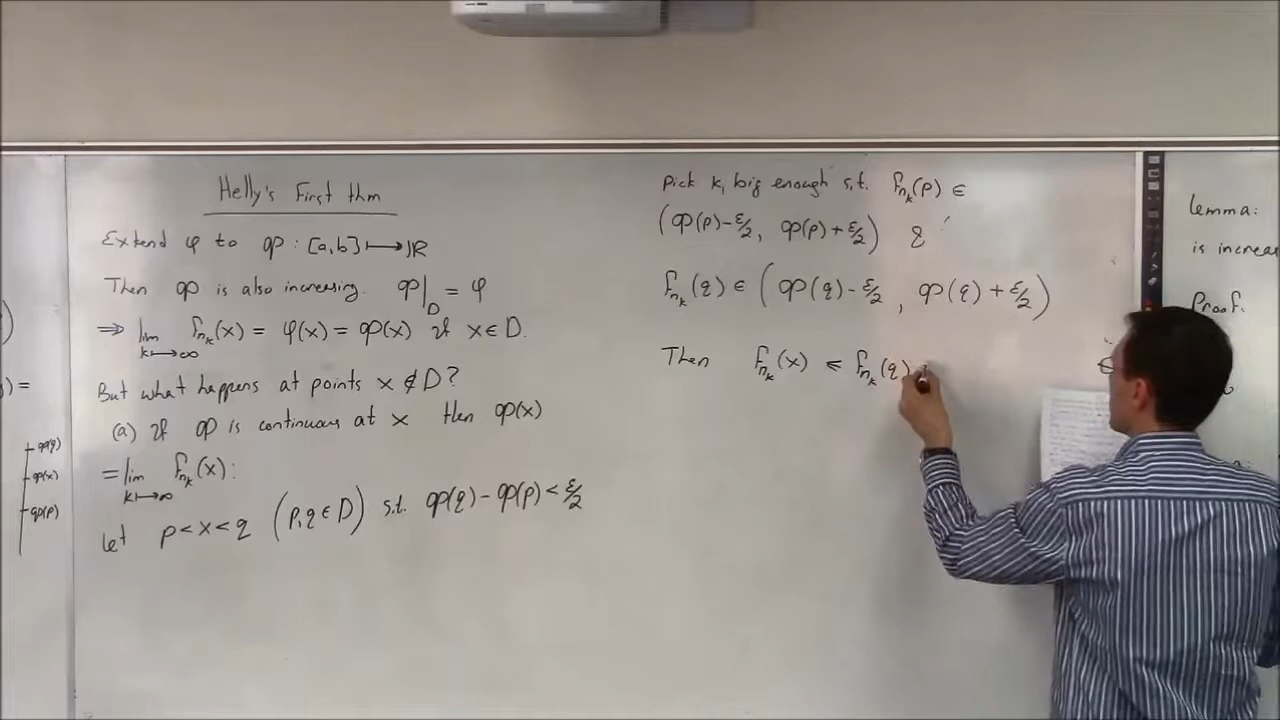 Helly's First thm
Extend φ to 𝜑 : [a,b] ↦ ℝ
Then 𝜑 is also increasing. 𝜑|_D = φ
⇒ lim_{k↦∞} f_{n_k}(x) = φ(x) = 𝜑(x) if x ∈ D.
But what happens at points x ∉ D?
(a) If 𝜑 is continuous at x then 𝜑(x)
= lim_{k↦∞} f_{n_k}(x):
Let p < x < q (p,q ∈ D) s.t. 𝜑(q) - 𝜑(p) < ε/2
) =
𝜑(q)
𝜑(x)
𝜑(p)
Pick k, big enough s.t. f_{n_k}(p) ∈
(𝜑(p) - ε/2, 𝜑(p) + ε/2) &
f_{n_k}(q) ∈ (𝜑(q) - ε/2, 𝜑(q) + ε/2)
Then f_{n_k}(x) ≤ f_{n_k}(q)
Lemma:
is increas
Proof.